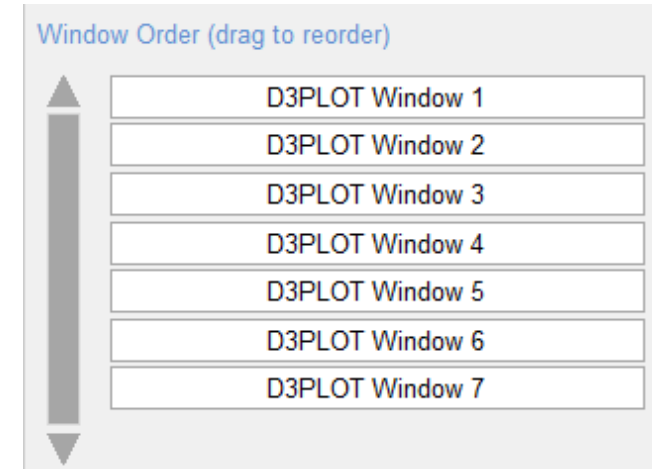 Window Order (drag to reorder)
D3PLOT Window 1
D3PLOT Window 2
D3PLOT Window 3
D3PLOT Window 4
D3PLOT Window 5
D3PLOT Window 6
D3PLOT Window 7